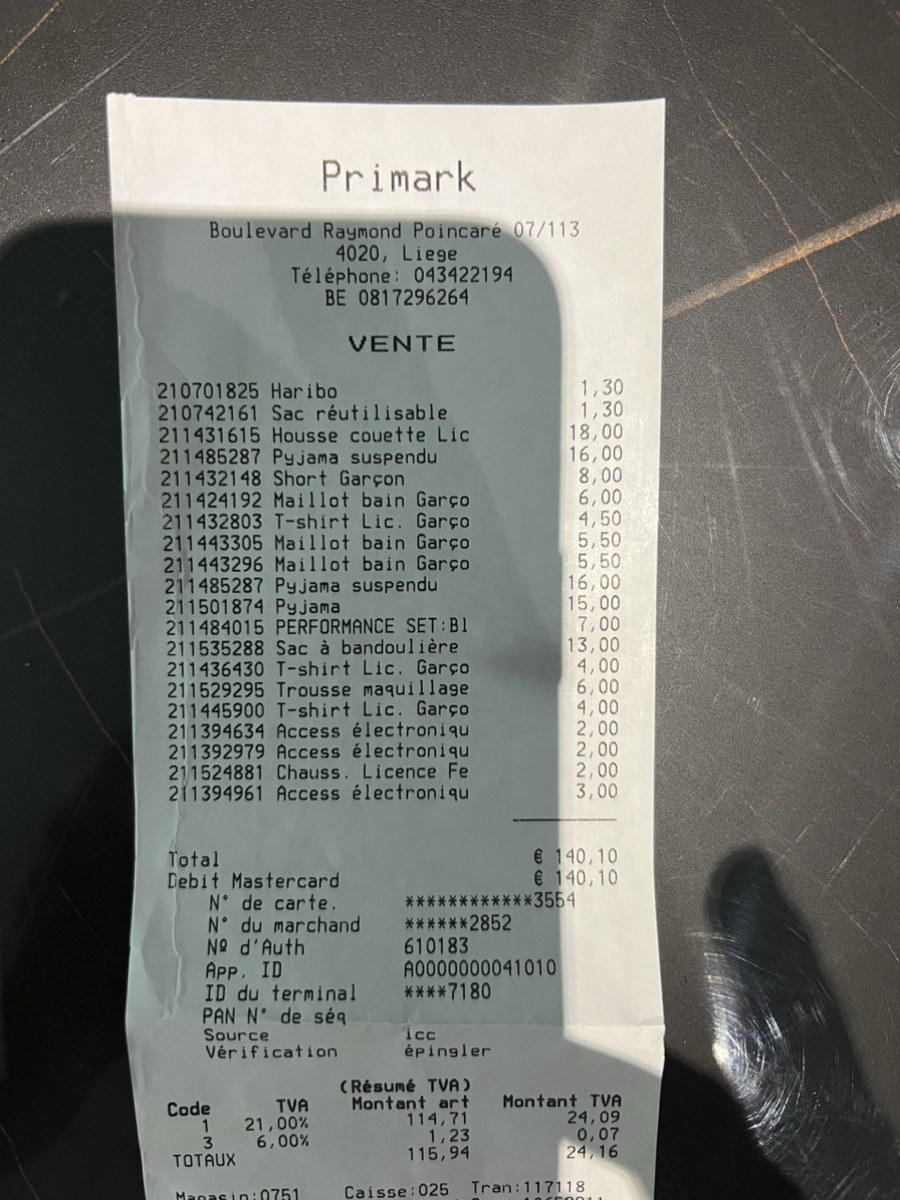 Primark
Boulevard Raymond Poincaré 07/113
4020, Liege
Téléphone: 043422194
BE 0817296264
VENTE
210701825 Haribo 1,30
210742161 Sac réutilisable 1,30
211431615 Housse couette Lic 18,00
211485287 Pyjama suspendu 16,00
211432148 Short Garçon 8,00
211424192 Maillot bain Garço 6,00
211432803 T-shirt Lic. Garço 4,50
211443305 Maillot bain Garço 5,50
211443296 Maillot bain Garço 5,50
211485287 Pyjama suspendu 16,00
211501874 Pyjama 15,00
211484015 PERFORMANCE SET:Bl 7,00
211535288 Sac à bandoulière 13,00
211436430 T-shirt Lic. Garço 4,00
211529295 Trousse maquillage 6,00
211445900 T-shirt Lic. Garço 4,00
211394634 Access électroniqu 2,00
211392979 Access électroniqu 2,00
211524881 Chauss. Licence Fe 2,00
211394961 Access électroniqu 3,00
Total € 140,10
Debit Mastercard € 140,10
N° de carte. ************3554
N° du marchand ******2852
Nº d'Auth 610183
App. ID A0000000041010
ID du terminal ****7180
PAN N° de séq
Source icc
Vérification épingler
(Résumé TVA)
Code TVA Montant art Montant TVA
1 21,00% 114,71 24,09
3 6,00% 1,23 0,07
TOTAUX 115,94 24,16
Magasin:0751 Caisse:025 Tran:117118